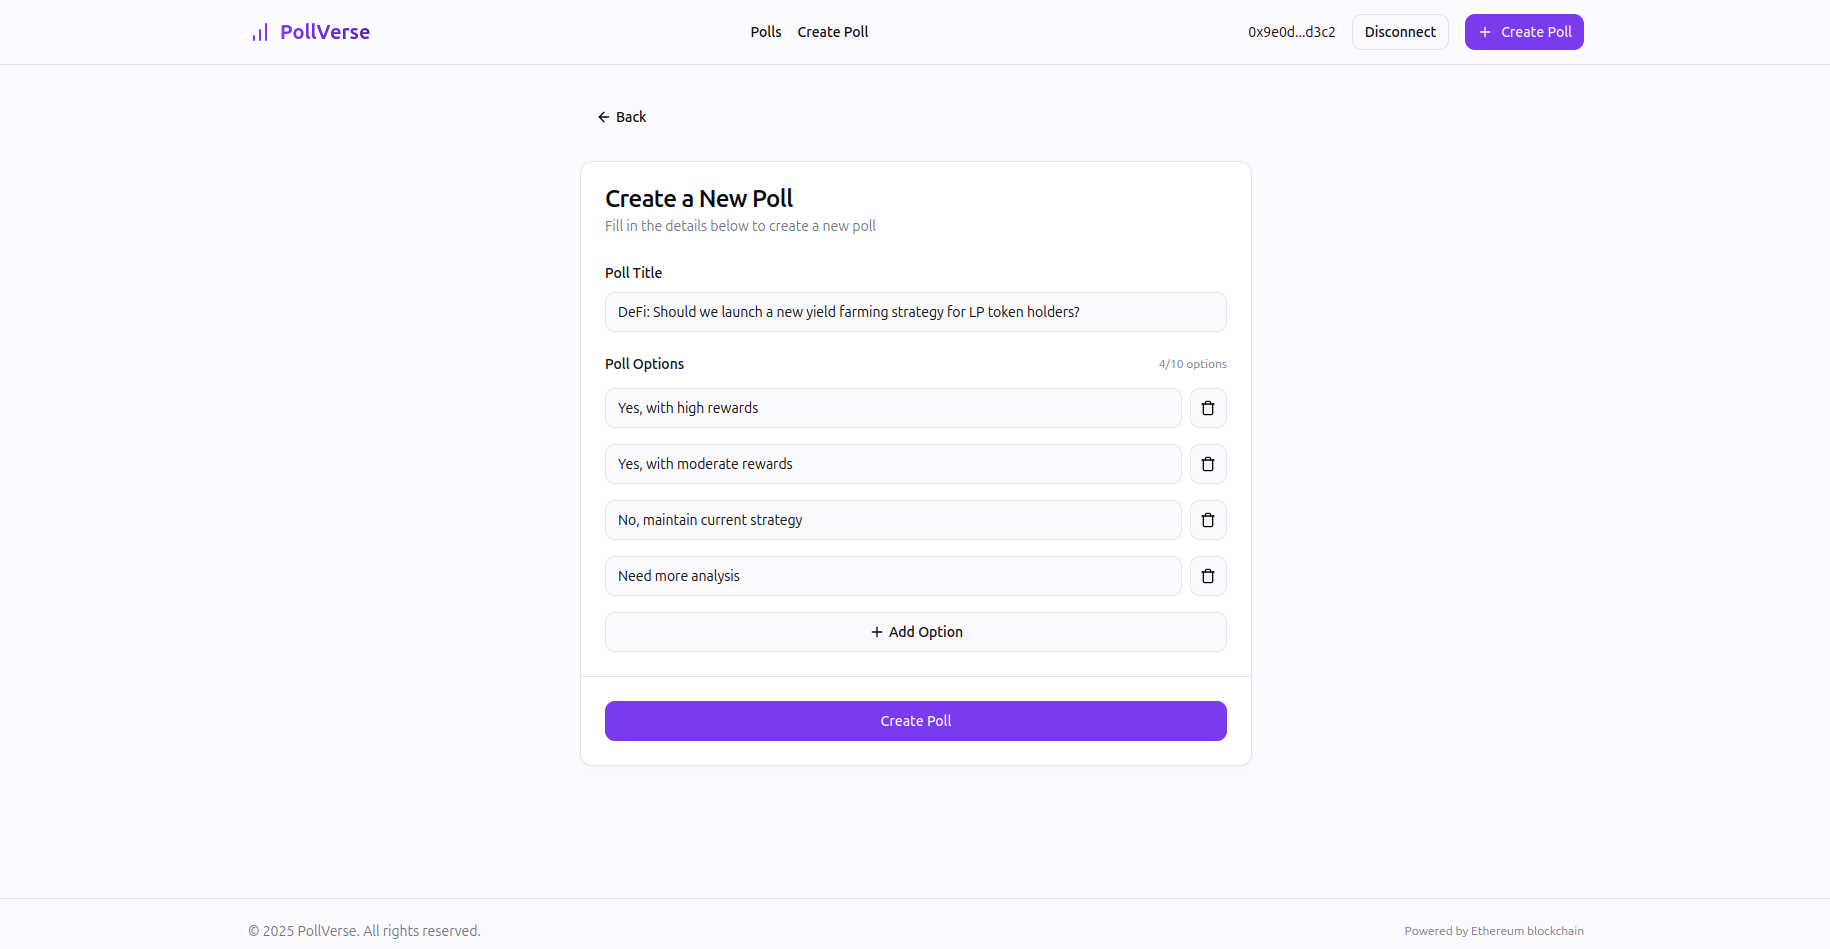 PollVerse
Polls
Create Poll
0x9e0d...d3c2
Disconnect
Create Poll
Back
Create a New Poll
Fill in the details below to create a new poll
Poll Title
DeFi: Should we launch a new yield farming strategy for LP token holders?
Poll Options
4/10 options
Yes, with high rewards
Yes, with moderate rewards
No, maintain current strategy
Need more analysis
Add Option
Create Poll
© 2025 PollVerse. All rights reserved.
Powered by Ethereum blockchain